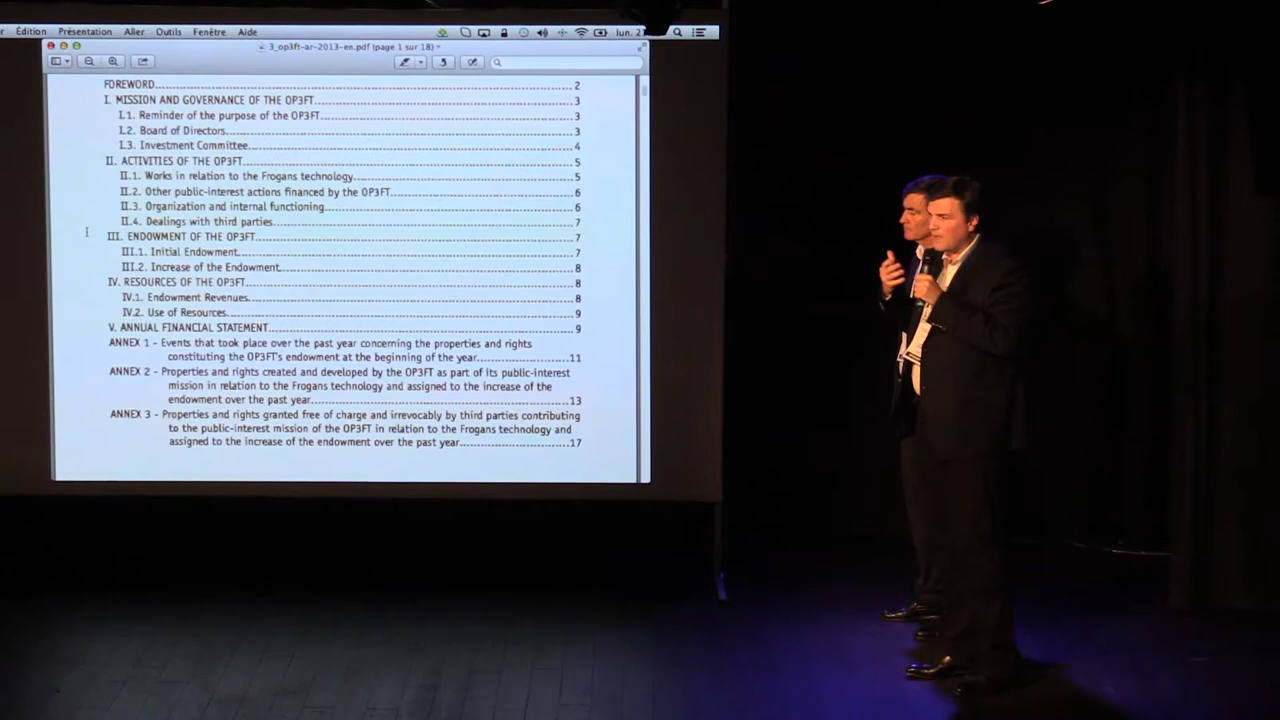 Édition Présentation Aller Outils Fenêtre Aide lun.
3_op3ft-ar-2013-en.pdf (page 1 sur 18)
FOREWORD 2
I. MISSION AND GOVERNANCE OF THE OP3FT 3
I.1. Reminder of the purpose of the OP3FT 3
I.2. Board of Directors 3
I.3. Investment Committee 4
II. ACTIVITIES OF THE OP3FT 5
II.1. Works in relation to the Frogans technology 5
II.2. Other public-interest actions financed by the OP3FT 6
II.3. Organization and internal functioning 6
II.4. Dealings with third parties 7
III. ENDOWMENT OF THE OP3FT 7
III.1. Initial Endowment 7
III.2. Increase of the Endowment 8
IV. RESOURCES OF THE OP3FT 8
IV.1. Endowment Revenues 8
IV.2. Use of Resources 9
V. ANNUAL FINANCIAL STATEMENT 9
ANNEX 1 - Events that took place over the past year concerning the properties and rights
constituting the OP3FT's endowment at the beginning of the year 11
ANNEX 2 - Properties and rights created and developed by the OP3FT as part of its public-interest
mission in relation to the Frogans technology and assigned to the increase of the
endowment over the past year 13
ANNEX 3 - Properties and rights granted free of charge and irrevocably by third parties contributing
to the public-interest mission of the OP3FT in relation to the Frogans technology and
assigned to the increase of the endowment over the past year 17